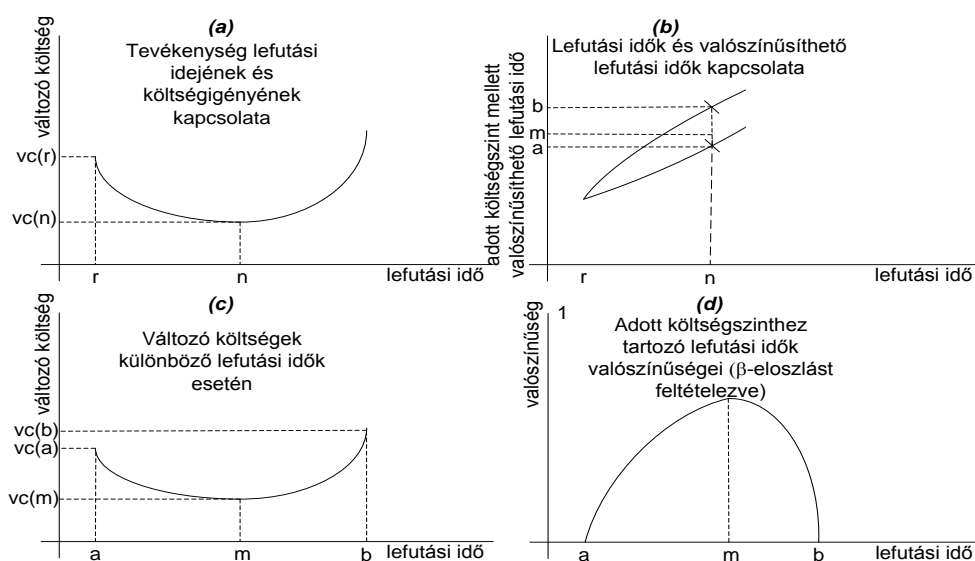 (a)
Tevékenység lefutási
idejének és
költségigényének
kapcsolata
változó költség
vc(r)
vc(n)
r
n
lefutási idő
(b)
Lefutási idők és valószínűsíthető
lefutási idők kapcsolata
adott költségszint mellett
valószínűsíthető lefutási idő
b
m
a
r
n
lefutási idő
(c)
Változó költségek
különböző lefutási idők
esetén
változó költség
vc(b)
vc(a)
vc(m)
a
m
b
lefutási idő
(d)
1
Adott költségszinthez
tartozó lefutási idők
valószínűségei (β-eloszlást
feltételezve)
valószínűség
a
m
b
lefutási idő